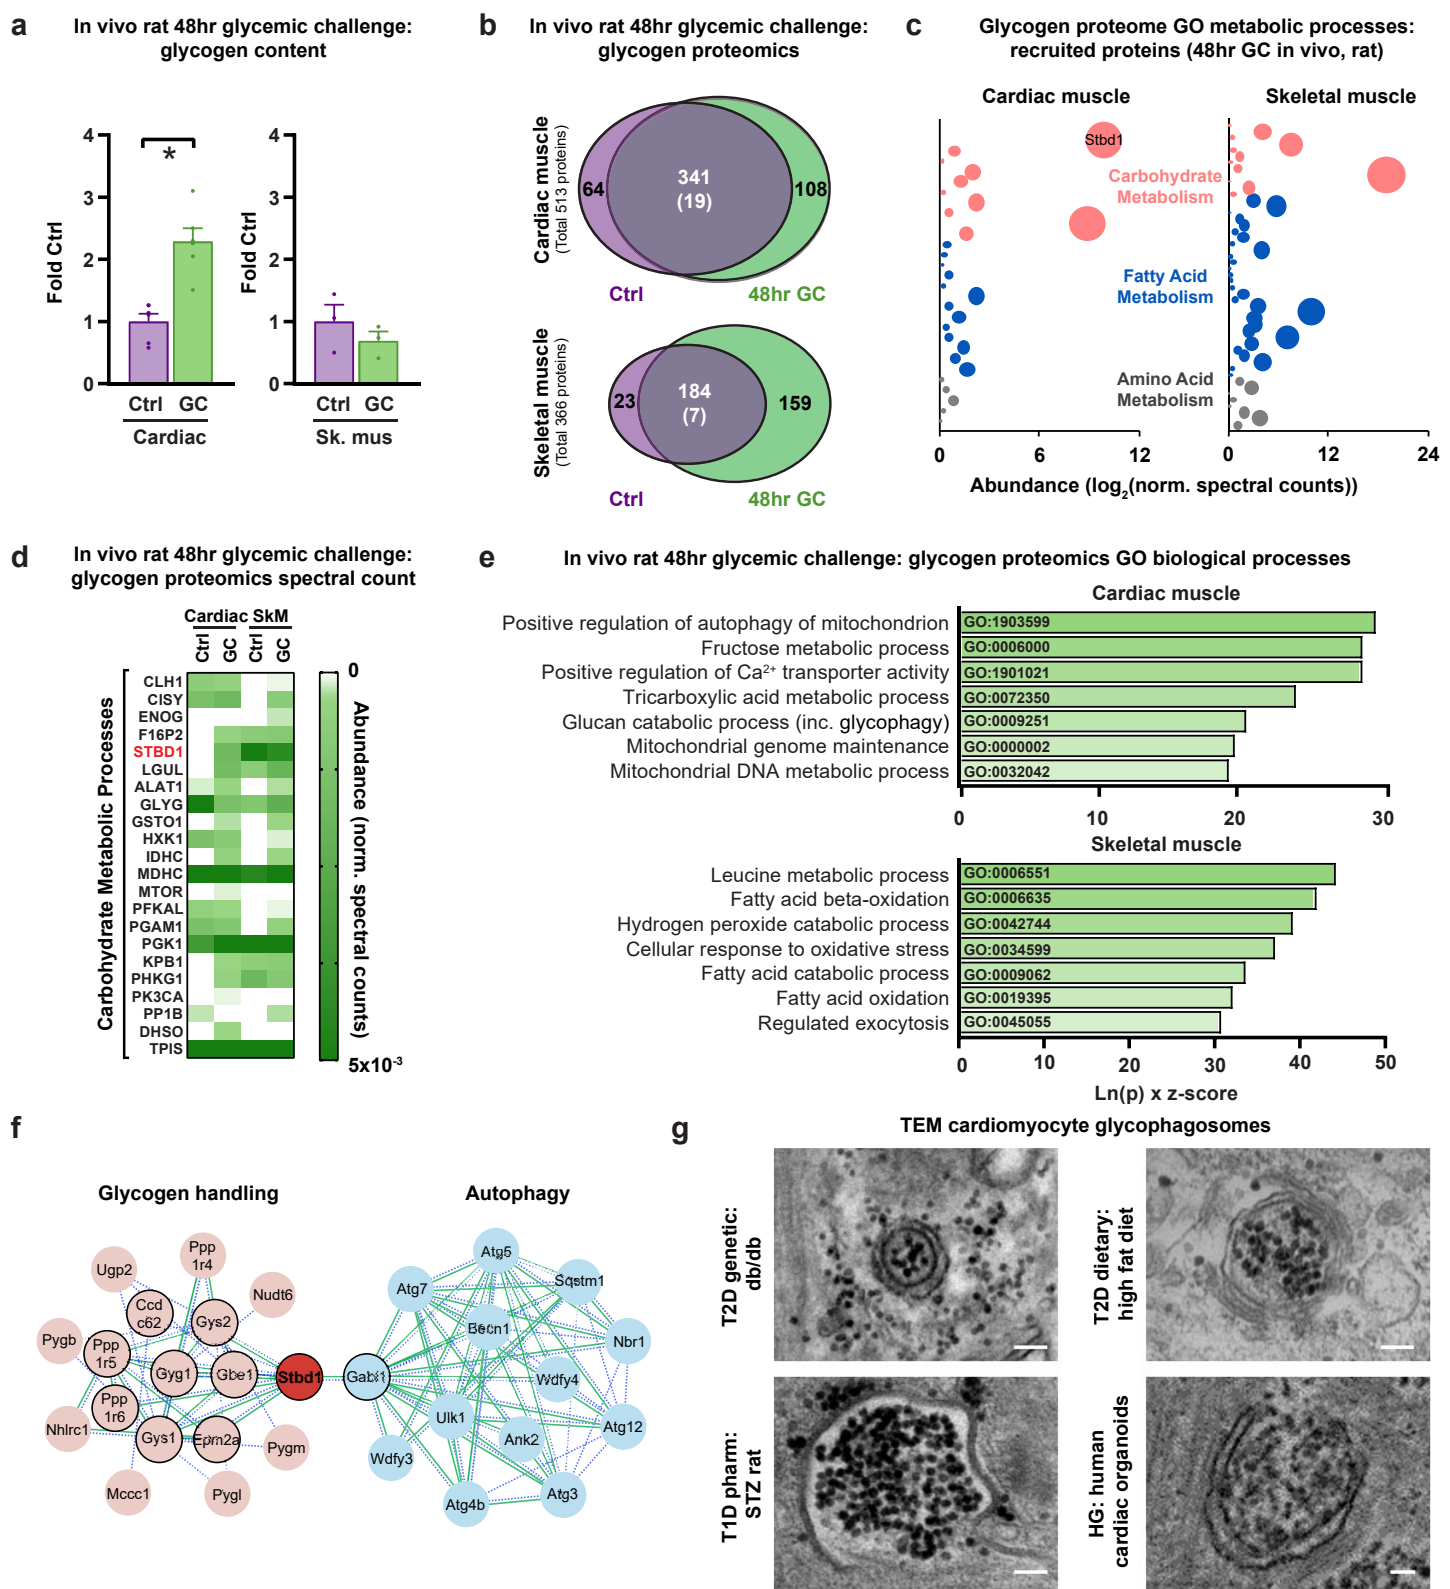 a
In vivo rat 48hr glycemic challenge:
glycogen content
Fold Ctrl
4
3
2
1
0
*
Ctrl GC
Cardiac
Fold Ctrl
4
3
2
1
0
Ctrl GC
Sk. mus
b
In vivo rat 48hr glycemic challenge:
glycogen proteomics
Cardiac muscle
(Total 513 proteins)
64
341
(19)
108
Ctrl
48hr GC
Skeletal muscle
(Total 366 proteins)
23
184
(7)
159
Ctrl
48hr GC
c
Glycogen proteome GO metabolic processes:
recruited proteins (48hr GC in vivo, rat)
Cardiac muscle
Skeletal muscle
Stbd1
Carbohydrate
Metabolism
Fatty Acid
Metabolism
Amino Acid
Metabolism
0 6 12
0 12 24
Abundance (log2(norm. spectral counts))
d
In vivo rat 48hr glycemic challenge:
glycogen proteomics spectral count
Cardiac SkM
Ctrl GC Ctrl GC
Carbohydrate Metabolic Processes
CLH1
CISY
ENOG
F16P2
STBD1
LGUL
ALAT1
GLYG
GSTO1
HXK1
IDHC
MDHC
MTOR
PFKAL
PGAM1
PGK1
KPB1
PHKG1
PK3CA
PP1B
DHSO
TPIS
0
Abundance (norm. spectral counts)
5x10-3
e
In vivo rat 48hr glycemic challenge: glycogen proteomics GO biological processes
Cardiac muscle
Positive regulation of autophagy of mitochondrion GO:1903599
Fructose metabolic process GO:0006000
Positive regulation of Ca2+ transporter activity GO:1901021
Tricarboxylic acid metabolic process GO:0072350
Glucan catabolic process (inc. glycophagy) GO:0009251
Mitochondrial genome maintenance GO:0000002
Mitochondrial DNA metabolic process GO:0032042
0 10 20 30
Skeletal muscle
Leucine metabolic process GO:0006551
Fatty acid beta-oxidation GO:0006635
Hydrogen peroxide catabolic process GO:0042744
Cellular response to oxidative stress GO:0034599
Fatty acid catabolic process GO:0009062
Fatty acid oxidation GO:0019395
Regulated exocytosis GO:0045055
0 10 20 30 40 50
Ln(p) x z-score
f
Glycogen handling
Autophagy
Ppp
1r4
Ugp2
Nudt6
Ccd
c62
Gys2
Pygb
Ppp
1r5
Gyg1
Gbe1
Stbd1
Ppp
1r6
Nhlrc1
Gys1
Epm2a
Pygm
Mccc1
Pygl
Atg5
Atg7
Sqstm1
Becn1
Nbr1
Gabl1
Wdfy4
Ulk1
Ank2
Atg12
Wdfy3
Atg4b
Atg3
g
TEM cardiomyocyte glycophagosomes
T2D genetic:
db/db
T2D dietary:
high fat diet
T1D pharm:
STZ rat
HG: human
cardiac organoids